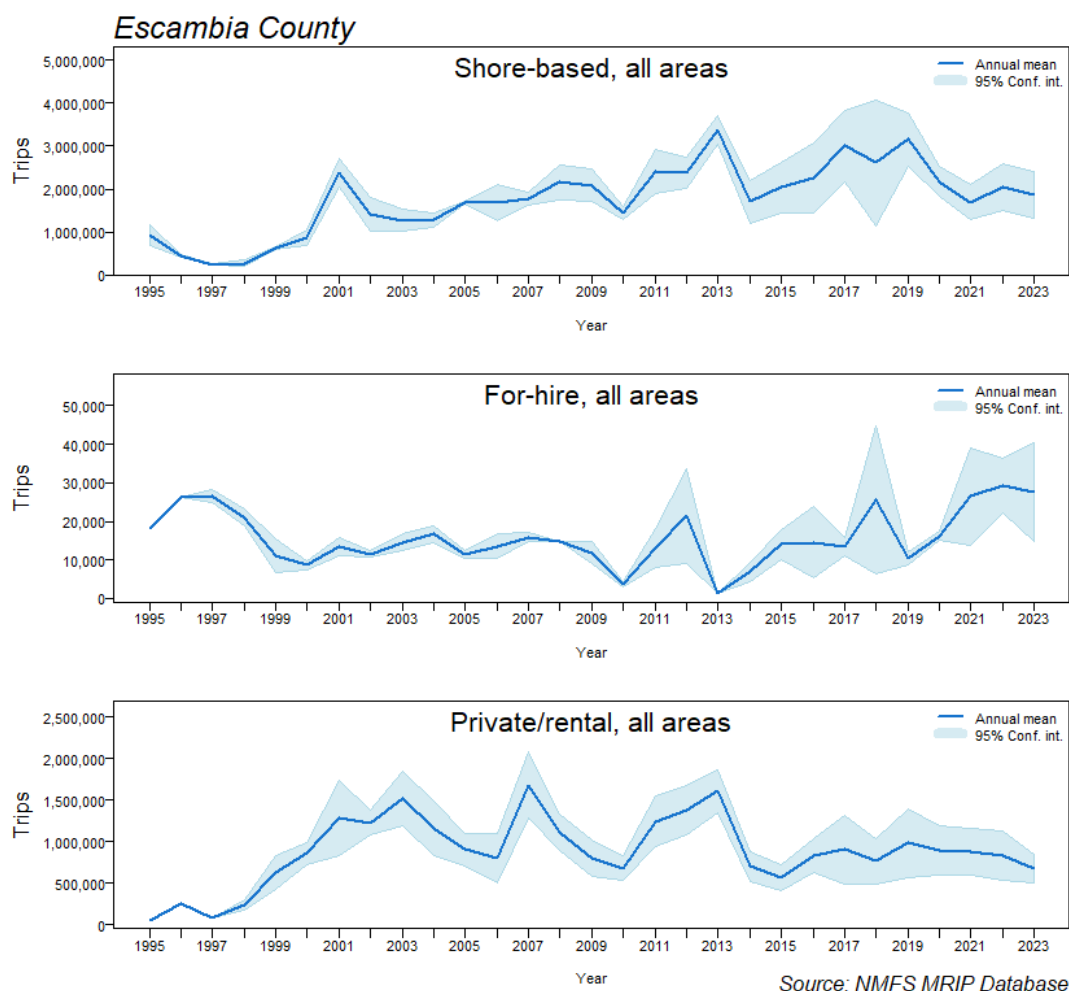 Escambia County
Shore-based, all areas
Annual mean
95% Conf. int.
Trips
5,000,000
4,000,000
3,000,000
2,000,000
1,000,000
0
1995 1997 1999 2001 2003 2005 2007 2009 2011 2013 2015 2017 2019 2021 2023
Year
For-hire, all areas
Annual mean
95% Conf. int.
Trips
50,000
40,000
30,000
20,000
10,000
0
1995 1997 1999 2001 2003 2005 2007 2009 2011 2013 2015 2017 2019 2021 2023
Year
Private/rental, all areas
Annual mean
95% Conf. int.
Trips
2,500,000
2,000,000
1,500,000
1,000,000
500,000
0
1995 1997 1999 2001 2003 2005 2007 2009 2011 2013 2015 2017 2019 2021 2023
Year
Source: NMFS MRIP Database